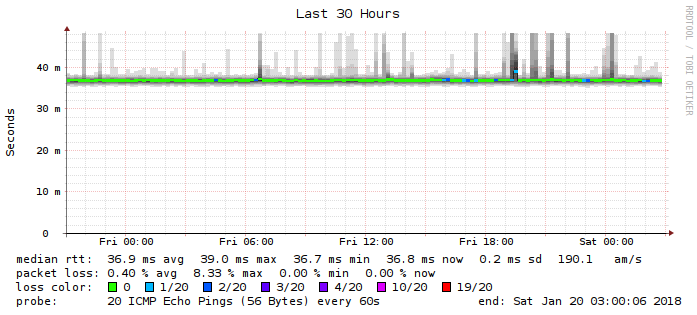 Last 30 Hours
RRDTOOL / TOBI OETIKER
Seconds
40 m
30 m
20 m
10 m
0
Fri 00:00 Fri 06:00 Fri 12:00 Fri 18:00 Sat 00:00
median rtt: 36.9 ms avg 39.0 ms max 36.7 ms min 36.8 ms now 0.2 ms sd 190.1 am/s
packet loss: 0.40 % avg 8.33 % max 0.00 % min 0.00 % now
loss color: 0 1/20 2/20 3/20 4/20 10/20 19/20
probe: 20 ICMP Echo Pings (56 Bytes) every 60s end: Sat Jan 20 03:00:06 2018